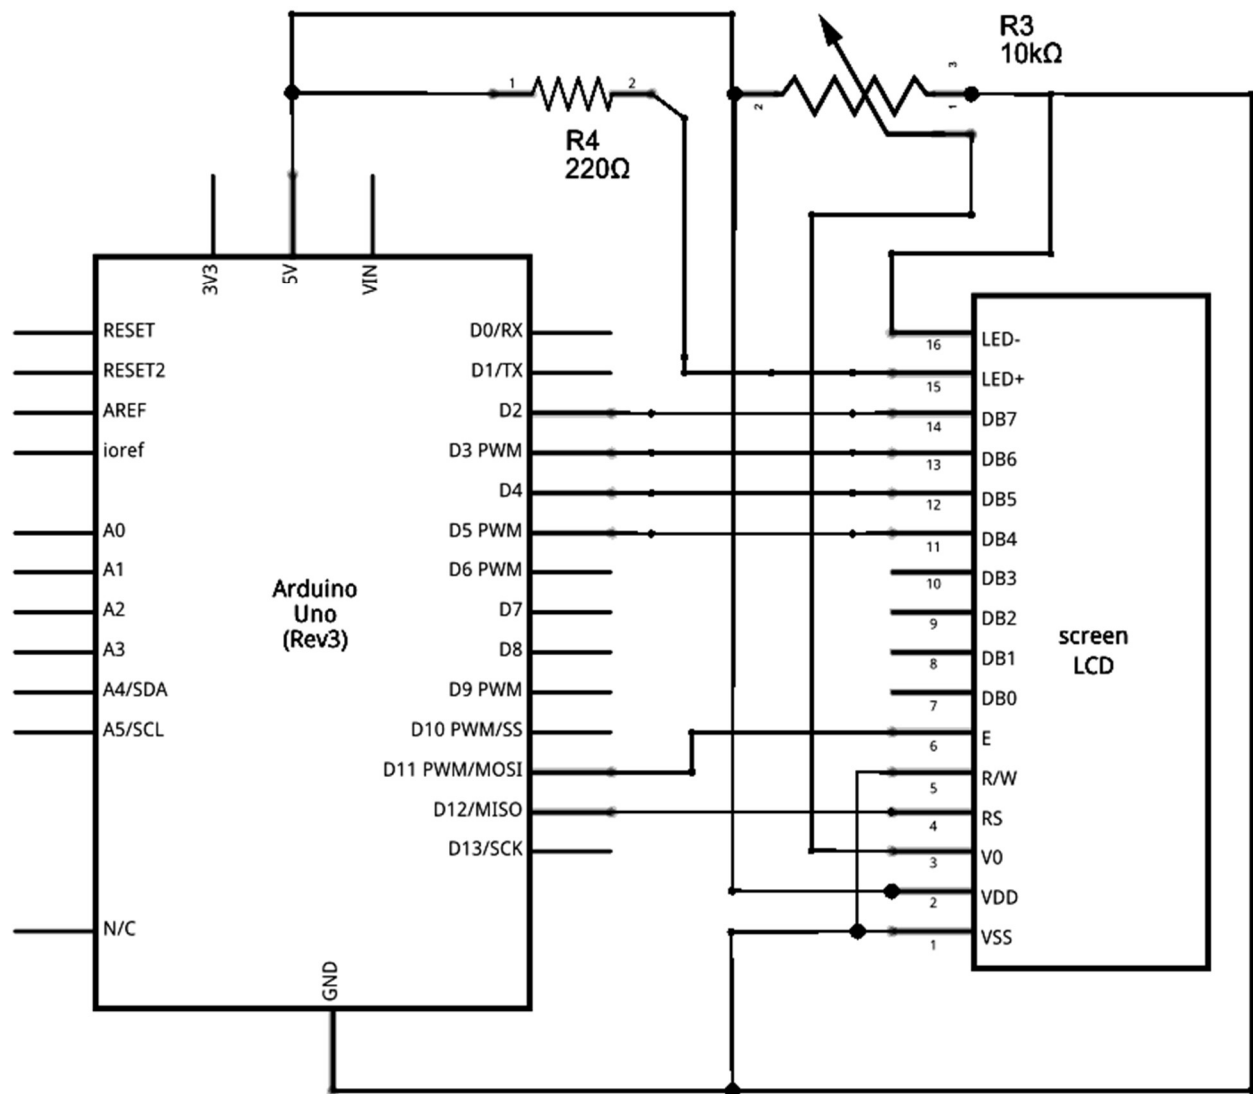 R3
10kΩ
3
1
2
1
2
R4
220Ω
3V3
5V
VIN
RESET
RESET2
AREF
ioref
A0
A1
A2
A3
A4/SDA
A5/SCL
N/C
Arduino
Uno
(Rev3)
D0/RX
D1/TX
D2
D3 PWM
D4
D5 PWM
D6 PWM
D7
D8
D9 PWM
D10 PWM/SS
D11 PWM/MOSI
D12/MISO
D13/SCK
GND
16 LED-
15 LED+
14 DB7
13 DB6
12 DB5
11 DB4
10 DB3
9 DB2
8 DB1
7 DB0
6 E
5 R/W
4 RS
3 V0
2 VDD
1 VSS
screen
LCD